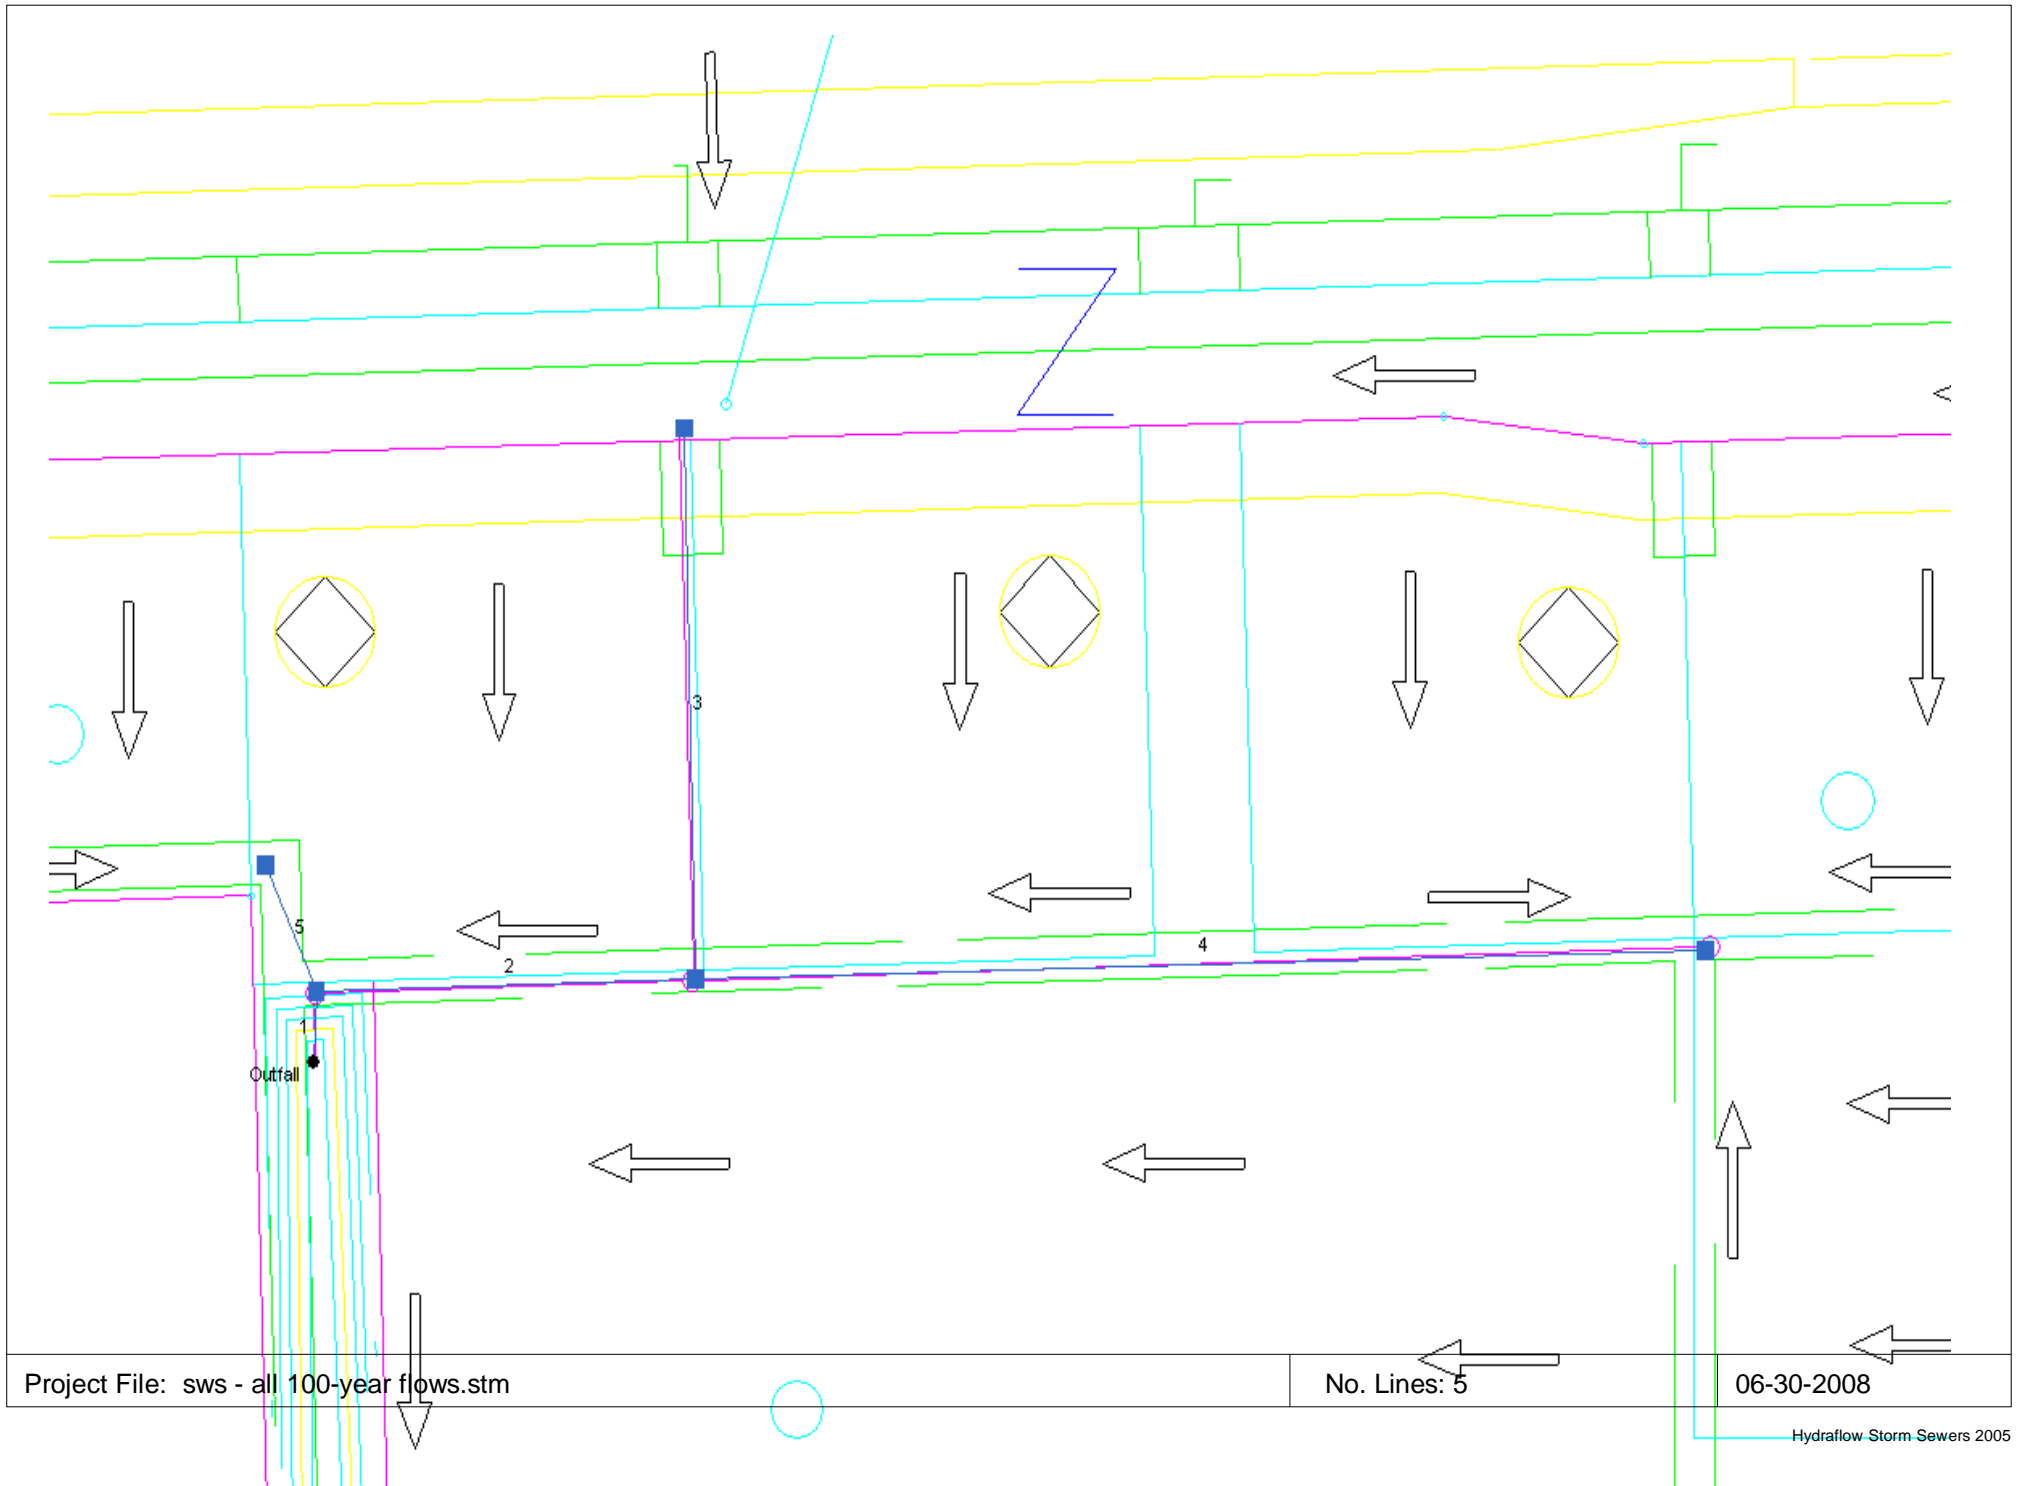 3
5
2
4
1
Outfall
Project File: sws - all 100-year flows.stm
No. Lines: 5
06-30-2008
Hydraflow Storm Sewers 2005